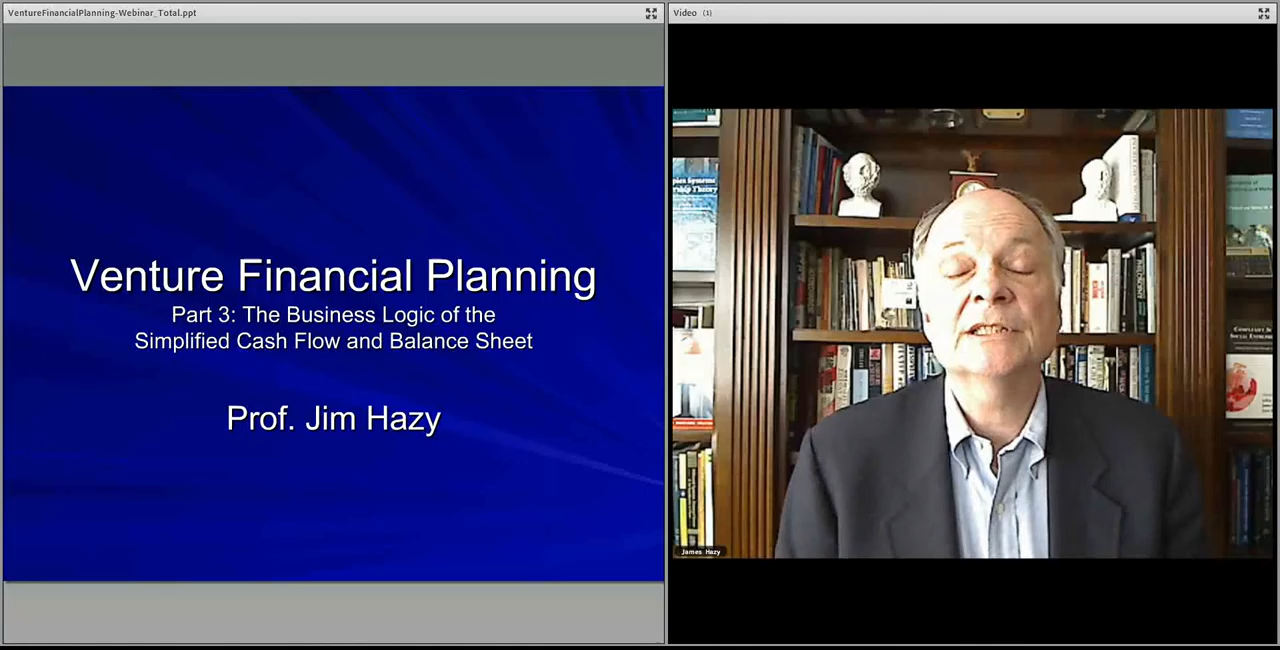 VentureFinancialPlanning-Webinar_Total.ppt
Video (1)
Venture Financial Planning
Part 3: The Business Logic of the
Simplified Cash Flow and Balance Sheet
Prof. Jim Hazy
James Hazy